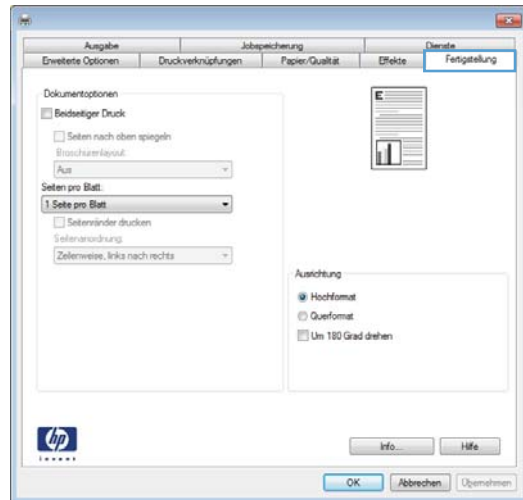 Ausgabe Jobspeicherung Dienste
Erweiterte Optionen Druckverknüpfungen Papier/Qualität Effekte Fertigstellung
Dokumentoptionen
Beidseitiger Druck
Seiten nach oben spiegeln
Broschürenlayout:
Aus
Seiten pro Blatt:
1 Seite pro Blatt
Seitenränder drucken
Seitenanordnung:
Zeilenweise, links nach rechts
E
Ausrichtung
Hochformat
Querformat
Um 180 Grad drehen
hp
invent
Info... Hilfe
OK Abbrechen Übernehmen